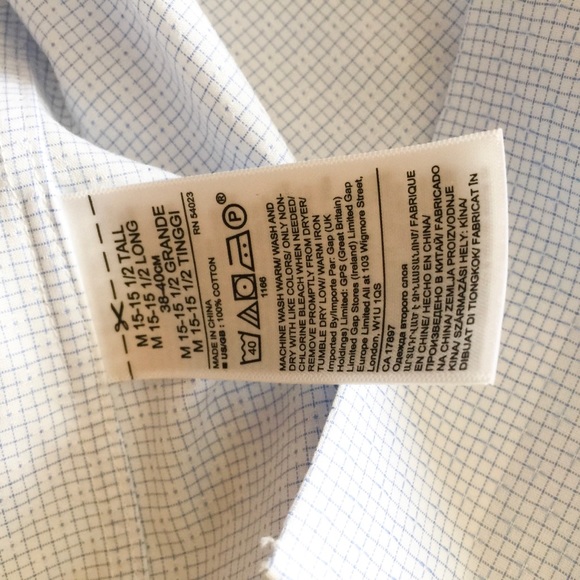 M 15-15 1/2 TALL
M 15-15 1/2 LONG
38-40CM
M 15-15 1/2 GRANDE
M 15-15 1/2 TINGGI
RN 54023
MADE IN CHINA
■ US/GB : 100% COTTON
40 P ®
1166
MACHINE WASH WARM/ WASH AND
DRY WITH LIKE COLORS/ ONLY NON-
CHLORINE BLEACH WHEN NEEDED/
REMOVE PROMPTLY FROM DRYER/
TUMBLE DRY LOW/ WARM IRON
Imported By/Importe Par: Gap (UK
Holdings) Limited: GPS (Great Britain)
Limited Gap Stores (Ireland) Limited Gap
Europe Limited All at 103 Wigmore Street,
London, W1U 1QS
CA 17897
Одежда второго слоя
EN CHINE/ HECHO EN CHINA/
ПРОИЗВЕДЕНО В КИТАЙ/ FABRICADO
NA CHINA/ ZEMLJA PROIZVODNJE
KINA/ SZÁRMAZÁSI HELY: KÍNA/
DIBUAT DI TIONGKOK/ FABRICAT ÎN